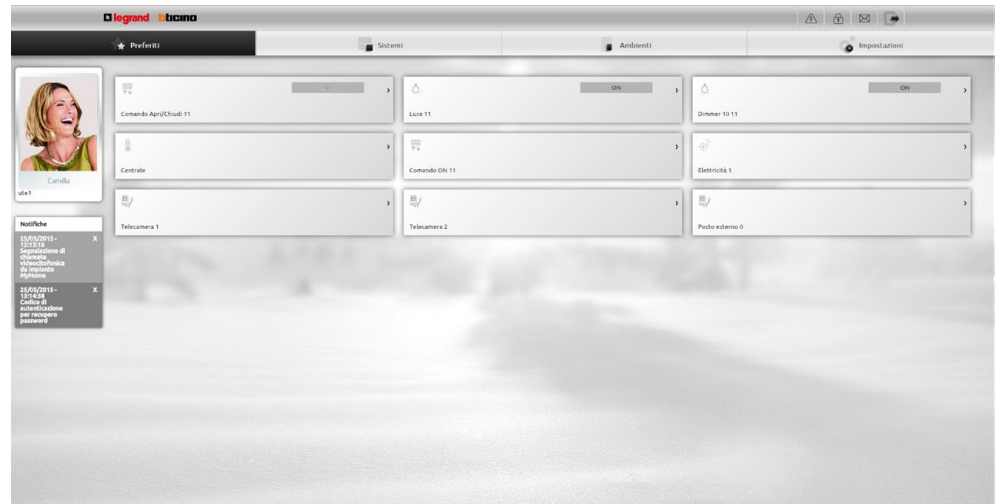 legrand bticino
Preferiti Sistemi Ambienti Impostazioni
Camilla
ute1
Notifiche
25/05/2015 - X
13:13:16
Segnalazione di
chiamata
videocitofonica
da impianto
MyHome
25/05/2015 - X
13:14:38
Codice di
autenticazione
per recupero
password
- ON ON
Comando Apri/Chiudi 11 Luce 11 Dimmer 10 11
Centrale Comando ON 11 Elettricità 1
Telecamera 1 Telecamera 2 Posto esterno 0